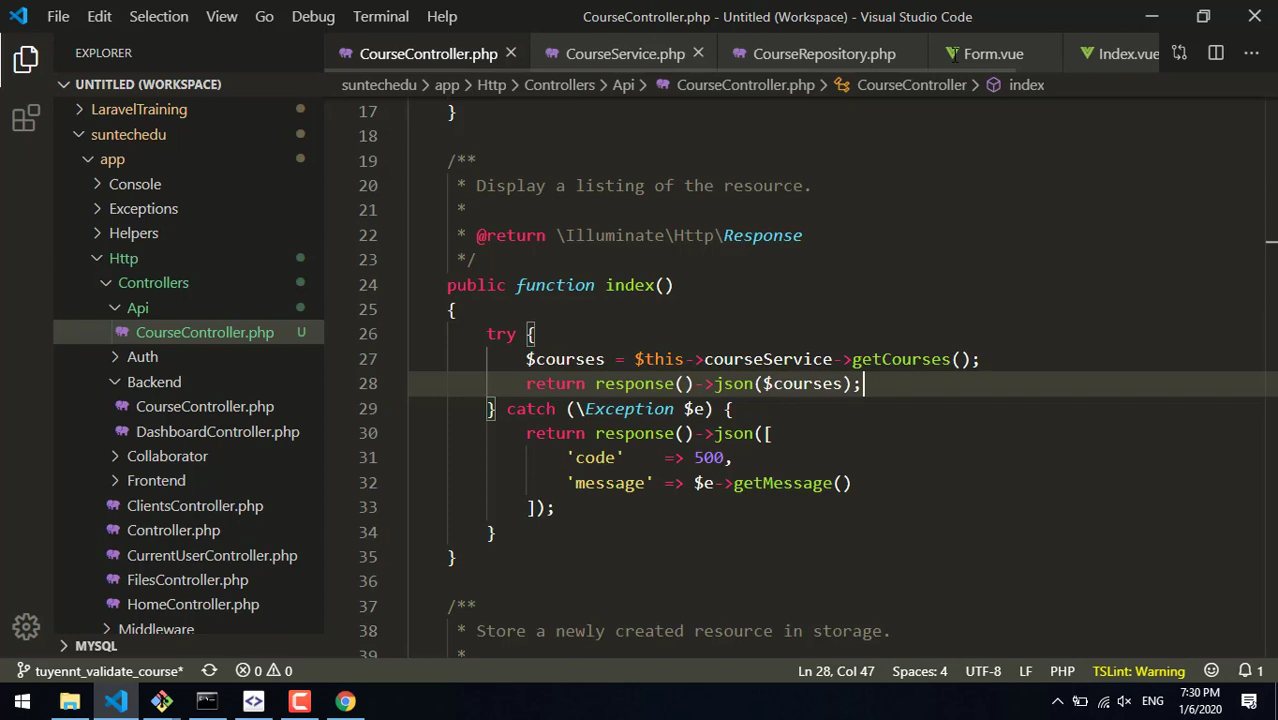 File Edit Selection View Go Debug Terminal Help CourseController.php - Untitled (Workspace) - Visual Studio Code
EXPLORER
UNTITLED (WORKSPACE)
LaravelTraining
suntechedu
app
Console
Exceptions
Helpers
Http
Controllers
Api
CourseController.php U
Auth
Backend
CourseController.php
DashboardController.php
Collaborator
Frontend
ClientsController.php
Controller.php
CurrentUserController.php
FilesController.php
HomeController.php
Middleware
MYSQL
CourseController.php CourseService.php CourseRepository.php Form.vue Index.vue
suntechedu > app > Http > Controllers > Api > CourseController.php > CourseController > index
17 }
18
19 /**
20 * Display a listing of the resource.
21 *
22 * @return \Illuminate\Http\Response
23 */
24 public function index()
25 {
26 try {
27 $courses = $this->courseService->getCourses();
28 return response()->json($courses);
29 } catch (\Exception $e) {
30 return response()->json([
31 'code' => 500,
32 'message' => $e->getMessage()
33 ]);
34 }
35 }
36
37 /**
38 * Store a newly created resource in storage.
39 *
tuyennt_validate_course* 0 0 Ln 28, Col 47 Spaces: 4 UTF-8 LF PHP TSLint: Warning 1
ENG 7:30 PM
1/6/2020